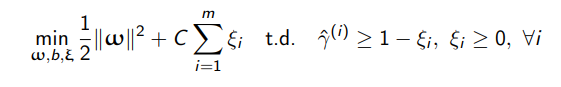 min_{ω,b,ξ} 1/2 ‖ω‖² + C ∑_{i=1}^{m} ξ_i t.d. γ̂^{(i)} ≥ 1 − ξ_i, ξ_i ≥ 0, ∀i